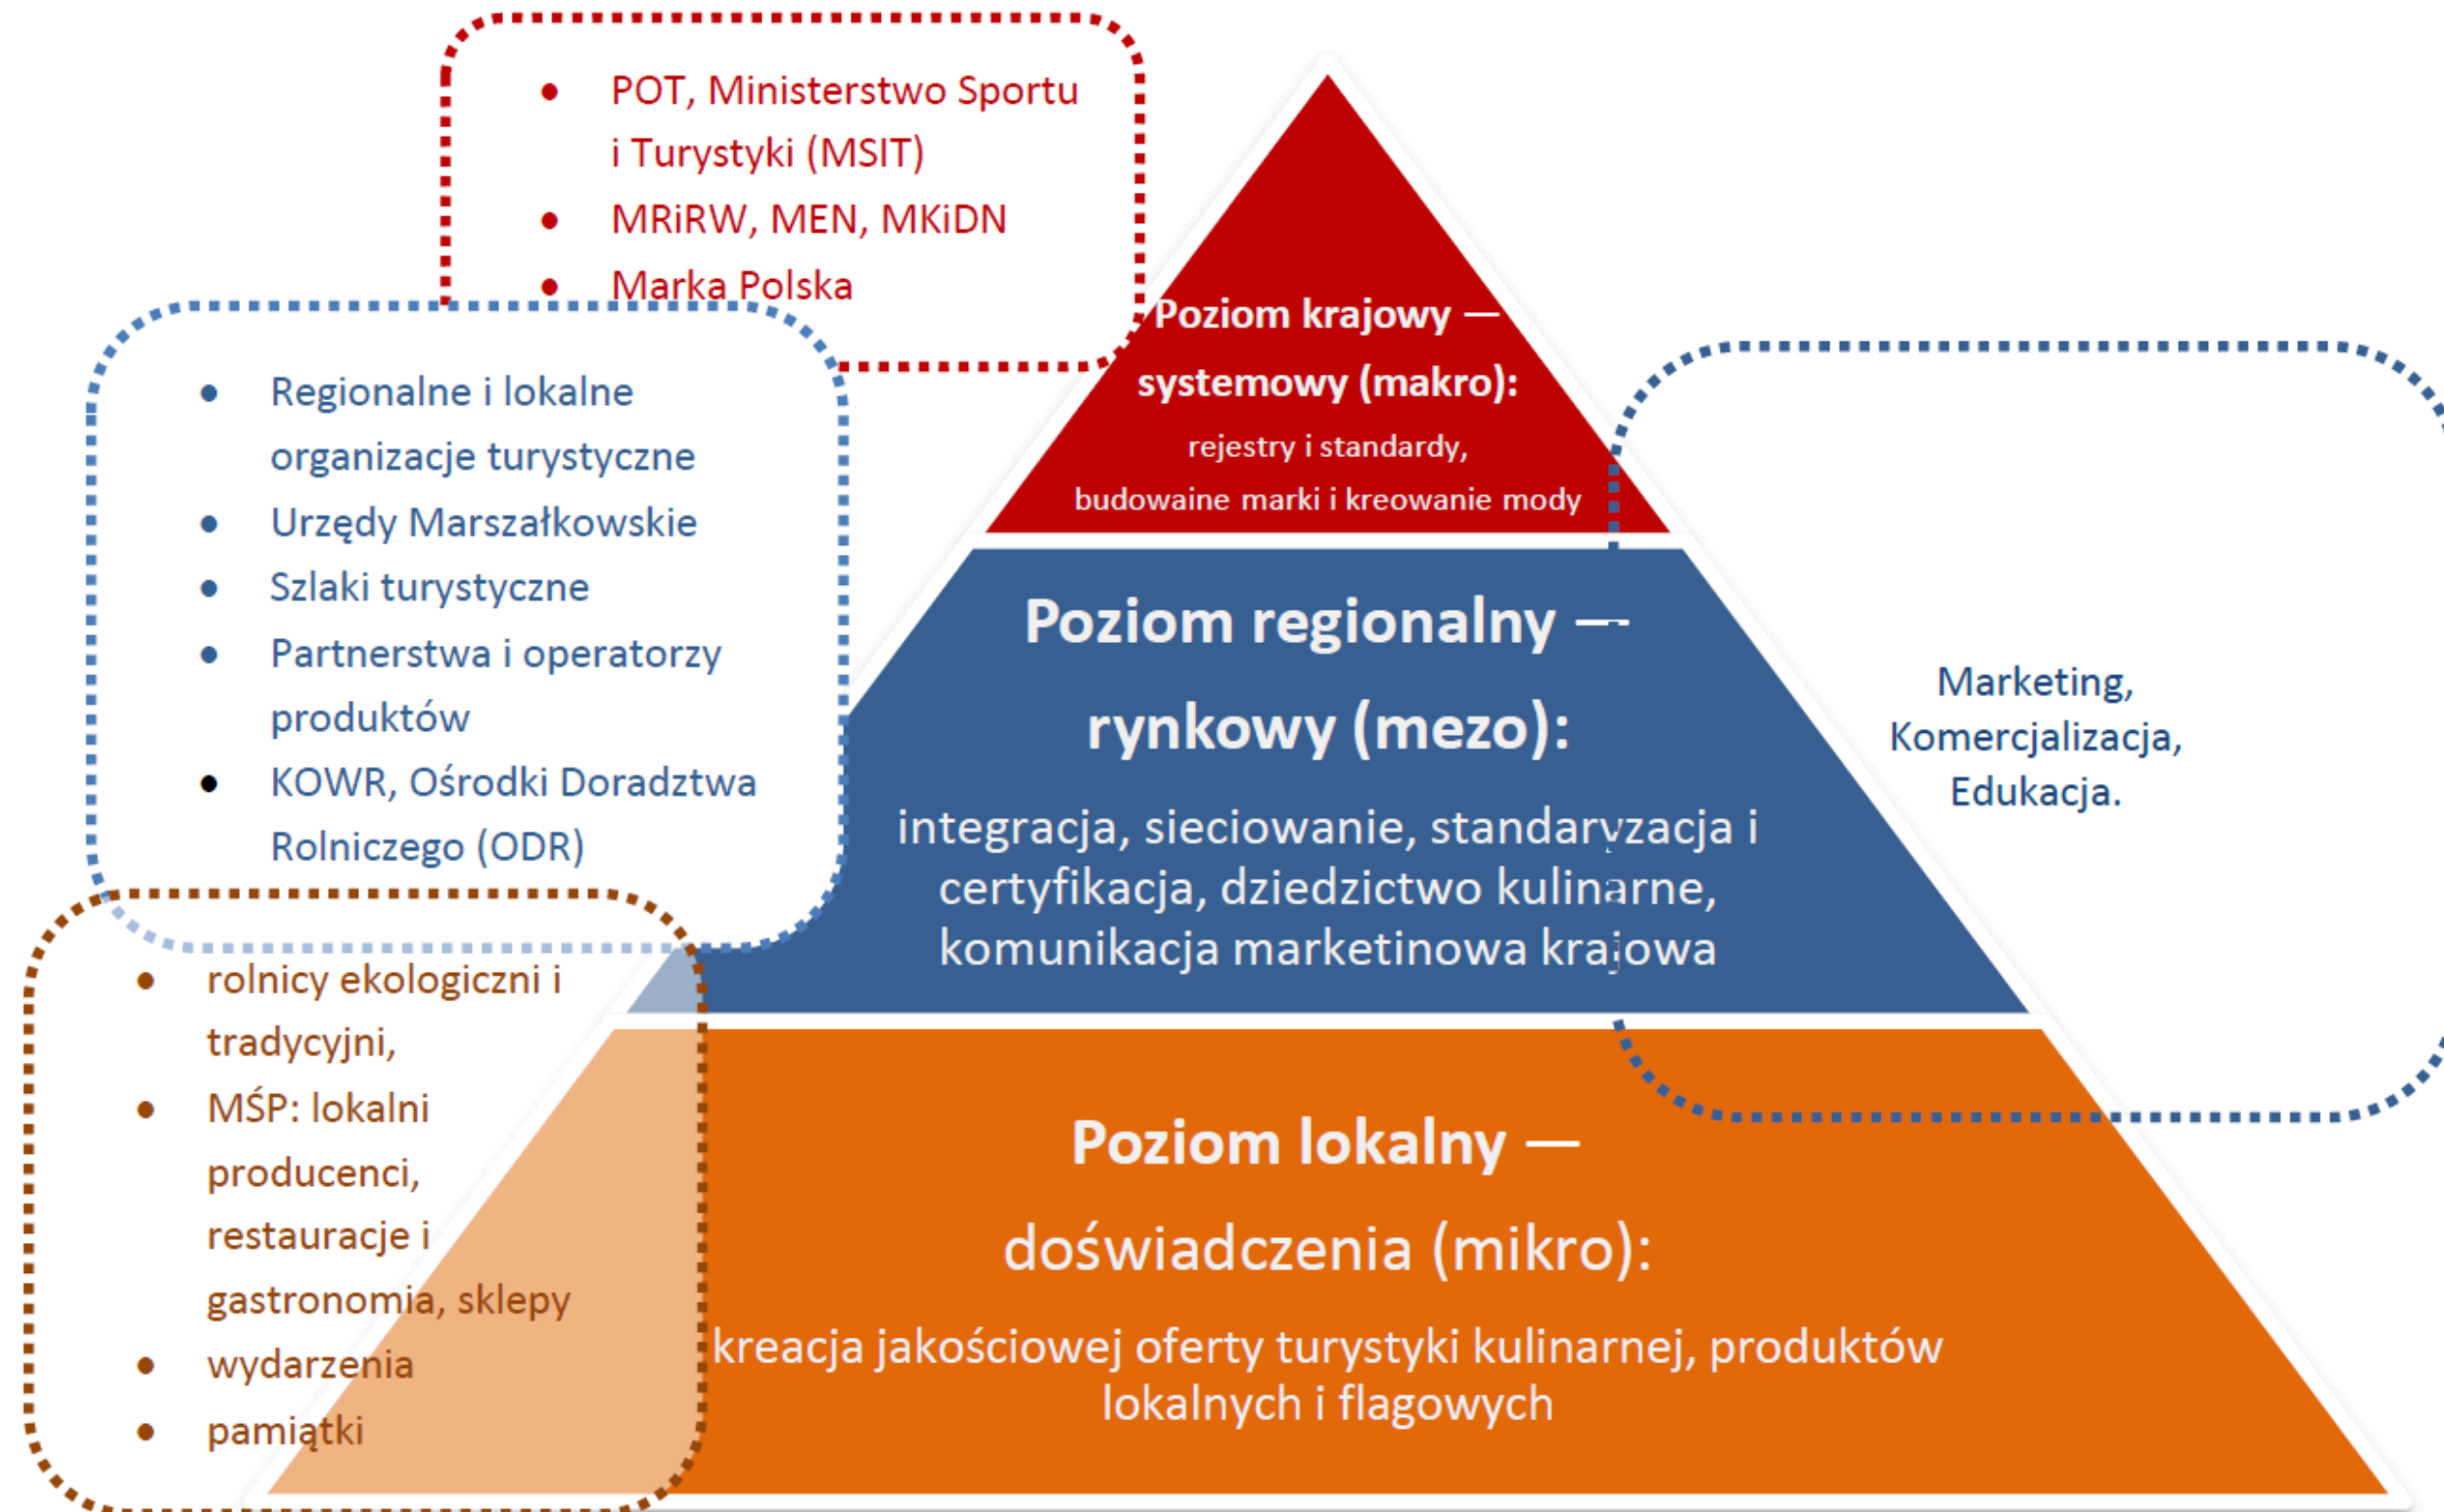 • POT, Ministerstwo Sportu
i Turystyki (MSIT)
• MRiRW, MEN, MKiDN
• Marka Polska
• Regionalne i lokalne
organizacje turystyczne
• Urzędy Marszałkowskie
• Szlaki turystyczne
• Partnerstwa i operatorzy
produktów
• KOWR, Ośrodki Doradztwa
Rolniczego (ODR)
• rolnicy ekologiczni i
tradycyjni,
• MŚP: lokalni
producenci,
restauracje i
gastronomia, sklepy
• wydarzenia
• pamiątki
Poziom krajowy —
systemowy (makro):
rejestry i standardy,
budowaine marki i kreowanie mody
Poziom regionalny —
rynkowy (mezo):
integracja, sieciowanie, standaryzacja i
certyfikacja, dziedzictwo kulinarne,
komunikacja marketinowa krajowa
Poziom lokalny —
doświadczenia (mikro):
kreacja jakościowej oferty turystyki kulinarnej, produktów
lokalnych i flagowych
Marketing,
Komercjalizacja,
Edukacja.